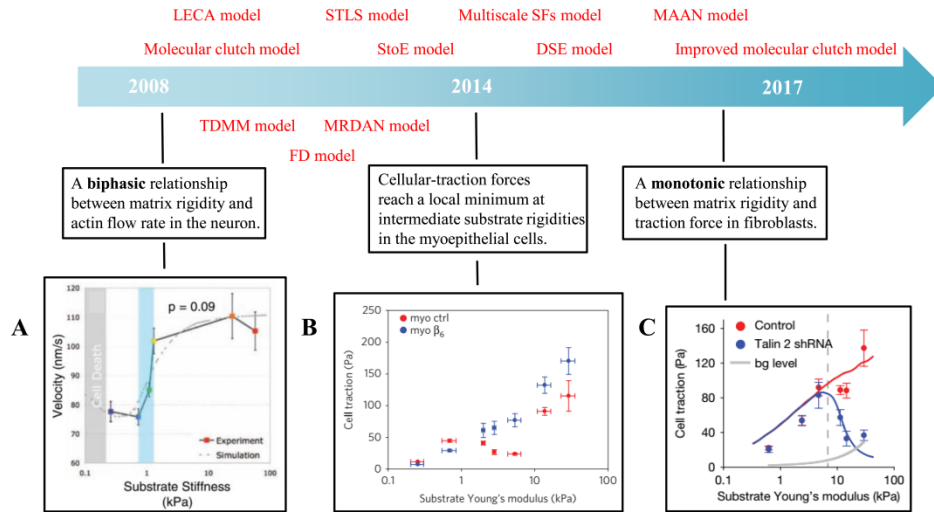 LECA model STLS model Multiscale SFs model MAAN model
Molecular clutch model StoE model DSE model Improved molecular clutch model
2008 2014 2017
TDMM model MRDAN model
FD model
A biphasic relationship
between matrix rigidity and
actin flow rate in the neuron.
Cellular-traction forces
reach a local minimum at
intermediate substrate rigidities
in the myoepithelial cells.
A monotonic relationship
between matrix rigidity and
traction force in fibroblasts.
A
120
110
100
90
80
70
60
Velocity (nm/s)
Cell Death
p = 0.09
Experiment
Simulation
0.1 1 10 100
Substrate Stiffness
(kPa)
B
250
200
150
100
50
0
Cell traction (Pa)
myo ctrl
myo β6
0.1 1 10 100
Substrate Young's modulus (kPa)
C
160
120
80
40
0
Cell traction (Pa)
Control
Talin 2 shRNA
bg level
1 10
Substrate Young's modulus (kPa)